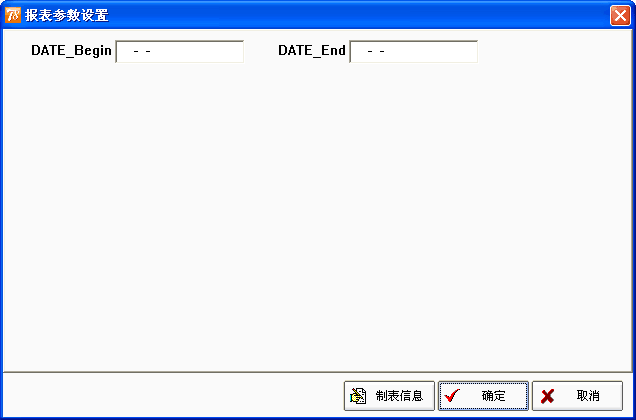 报表参数设置
DATE_Begin - - DATE_End - -
制表信息 确定 取消